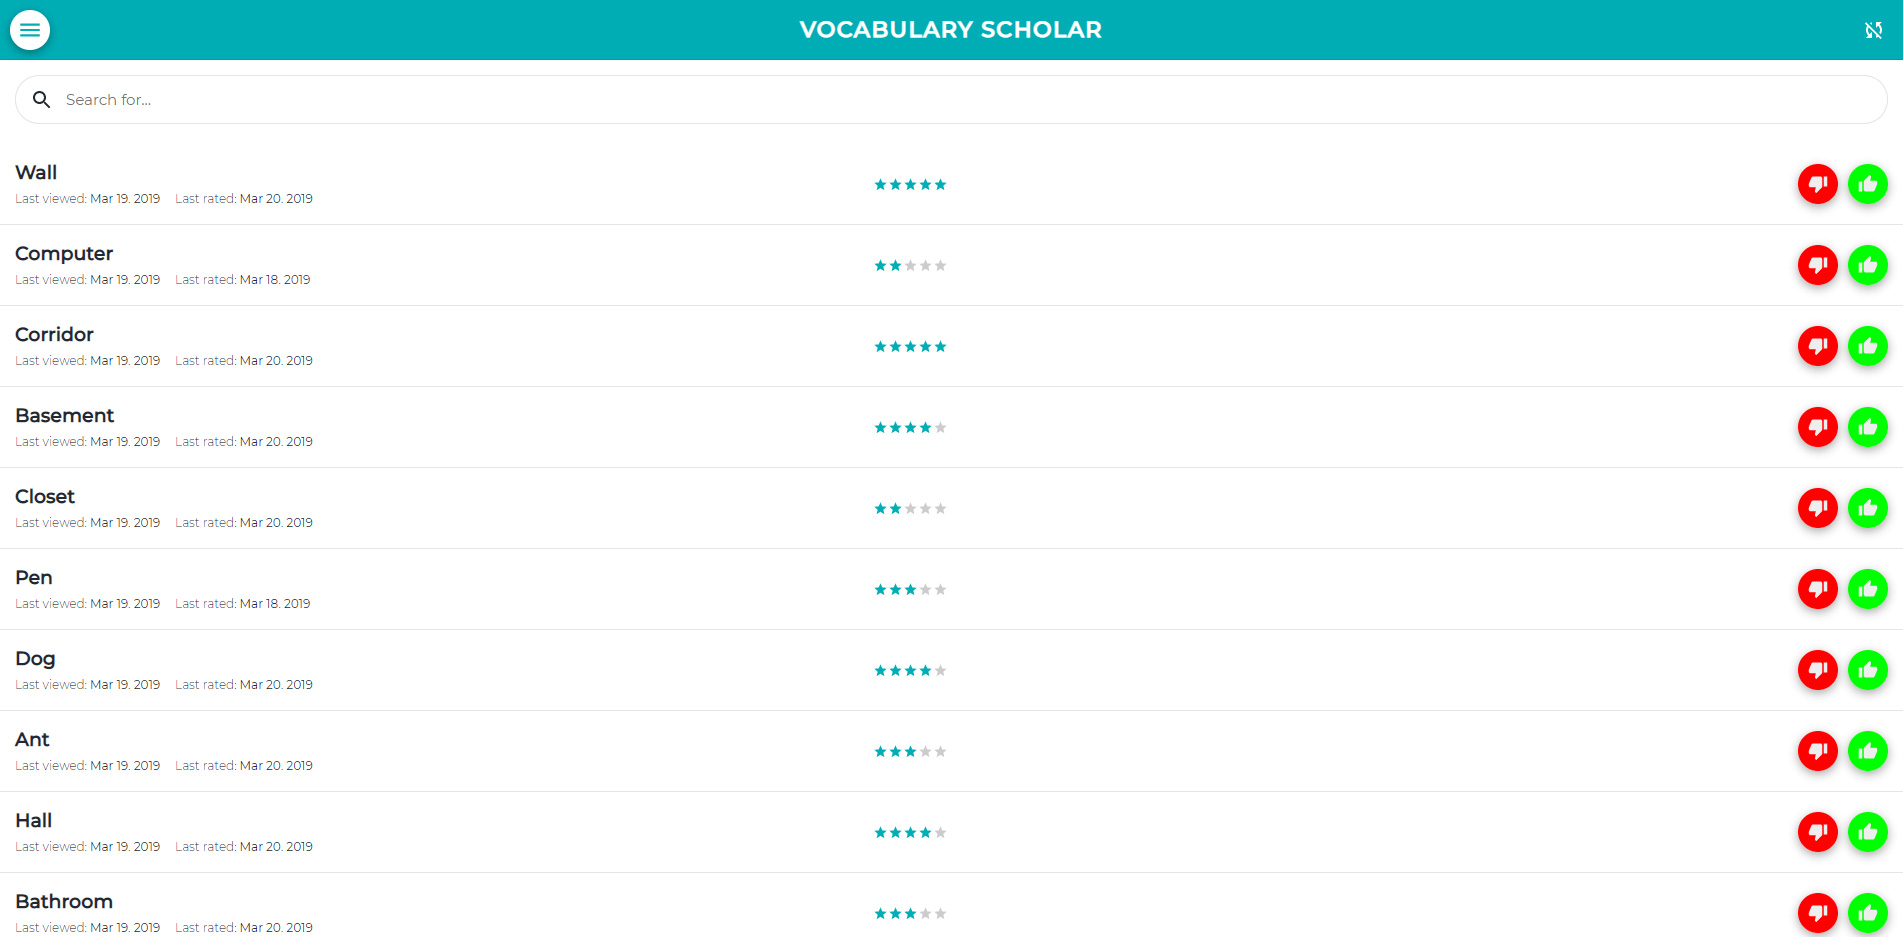 VOCABULARY SCHOLAR
Search for...
Wall
Last viewed: Mar 19. 2019 Last rated: Mar 20. 2019
Computer
Last viewed: Mar 19. 2019 Last rated: Mar 18. 2019
Corridor
Last viewed: Mar 19. 2019 Last rated: Mar 20. 2019
Basement
Last viewed: Mar 19. 2019 Last rated: Mar 20. 2019
Closet
Last viewed: Mar 19. 2019 Last rated: Mar 20. 2019
Pen
Last viewed: Mar 19. 2019 Last rated: Mar 18. 2019
Dog
Last viewed: Mar 19. 2019 Last rated: Mar 20. 2019
Ant
Last viewed: Mar 19. 2019 Last rated: Mar 20. 2019
Hall
Last viewed: Mar 19. 2019 Last rated: Mar 20. 2019
Bathroom
Last viewed: Mar 19. 2019 Last rated: Mar 20. 2019